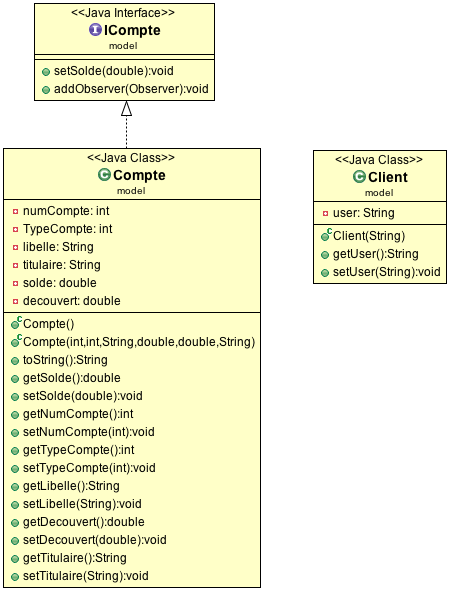 <<Java Interface>>
ICompte
model
setSolde(double):void
addObserver(Observer):void
<<Java Class>>
Compte
model
numCompte: int
TypeCompte: int
libelle: String
titulaire: String
solde: double
decouvert: double
Compte()
Compte(int,int,String,double,double,String)
toString():String
getSolde():double
setSolde(double):void
getNumCompte():int
setNumCompte(int):void
getTypeCompte():int
setTypeCompte(int):void
getLibelle():String
setLibelle(String):void
getDecouvert():double
setDecouvert(double):void
getTitulaire():String
setTitulaire(String):void
<<Java Class>>
Client
model
user: String
Client(String)
getUser():String
setUser(String):void